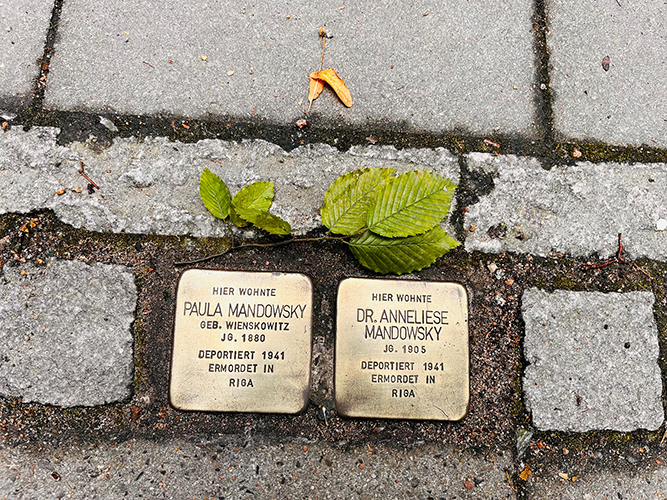 HIER WOHNTE
PAULA MANDOWSKY
GEB. WIENSKOWITZ
JG. 1880
DEPORTIERT 1941
ERMORDET IN
RIGA
HIER WOHNTE
DR. ANNELIESE
MANDOWSKY
JG. 1905
DEPORTIERT 1941
ERMORDET IN
RIGA